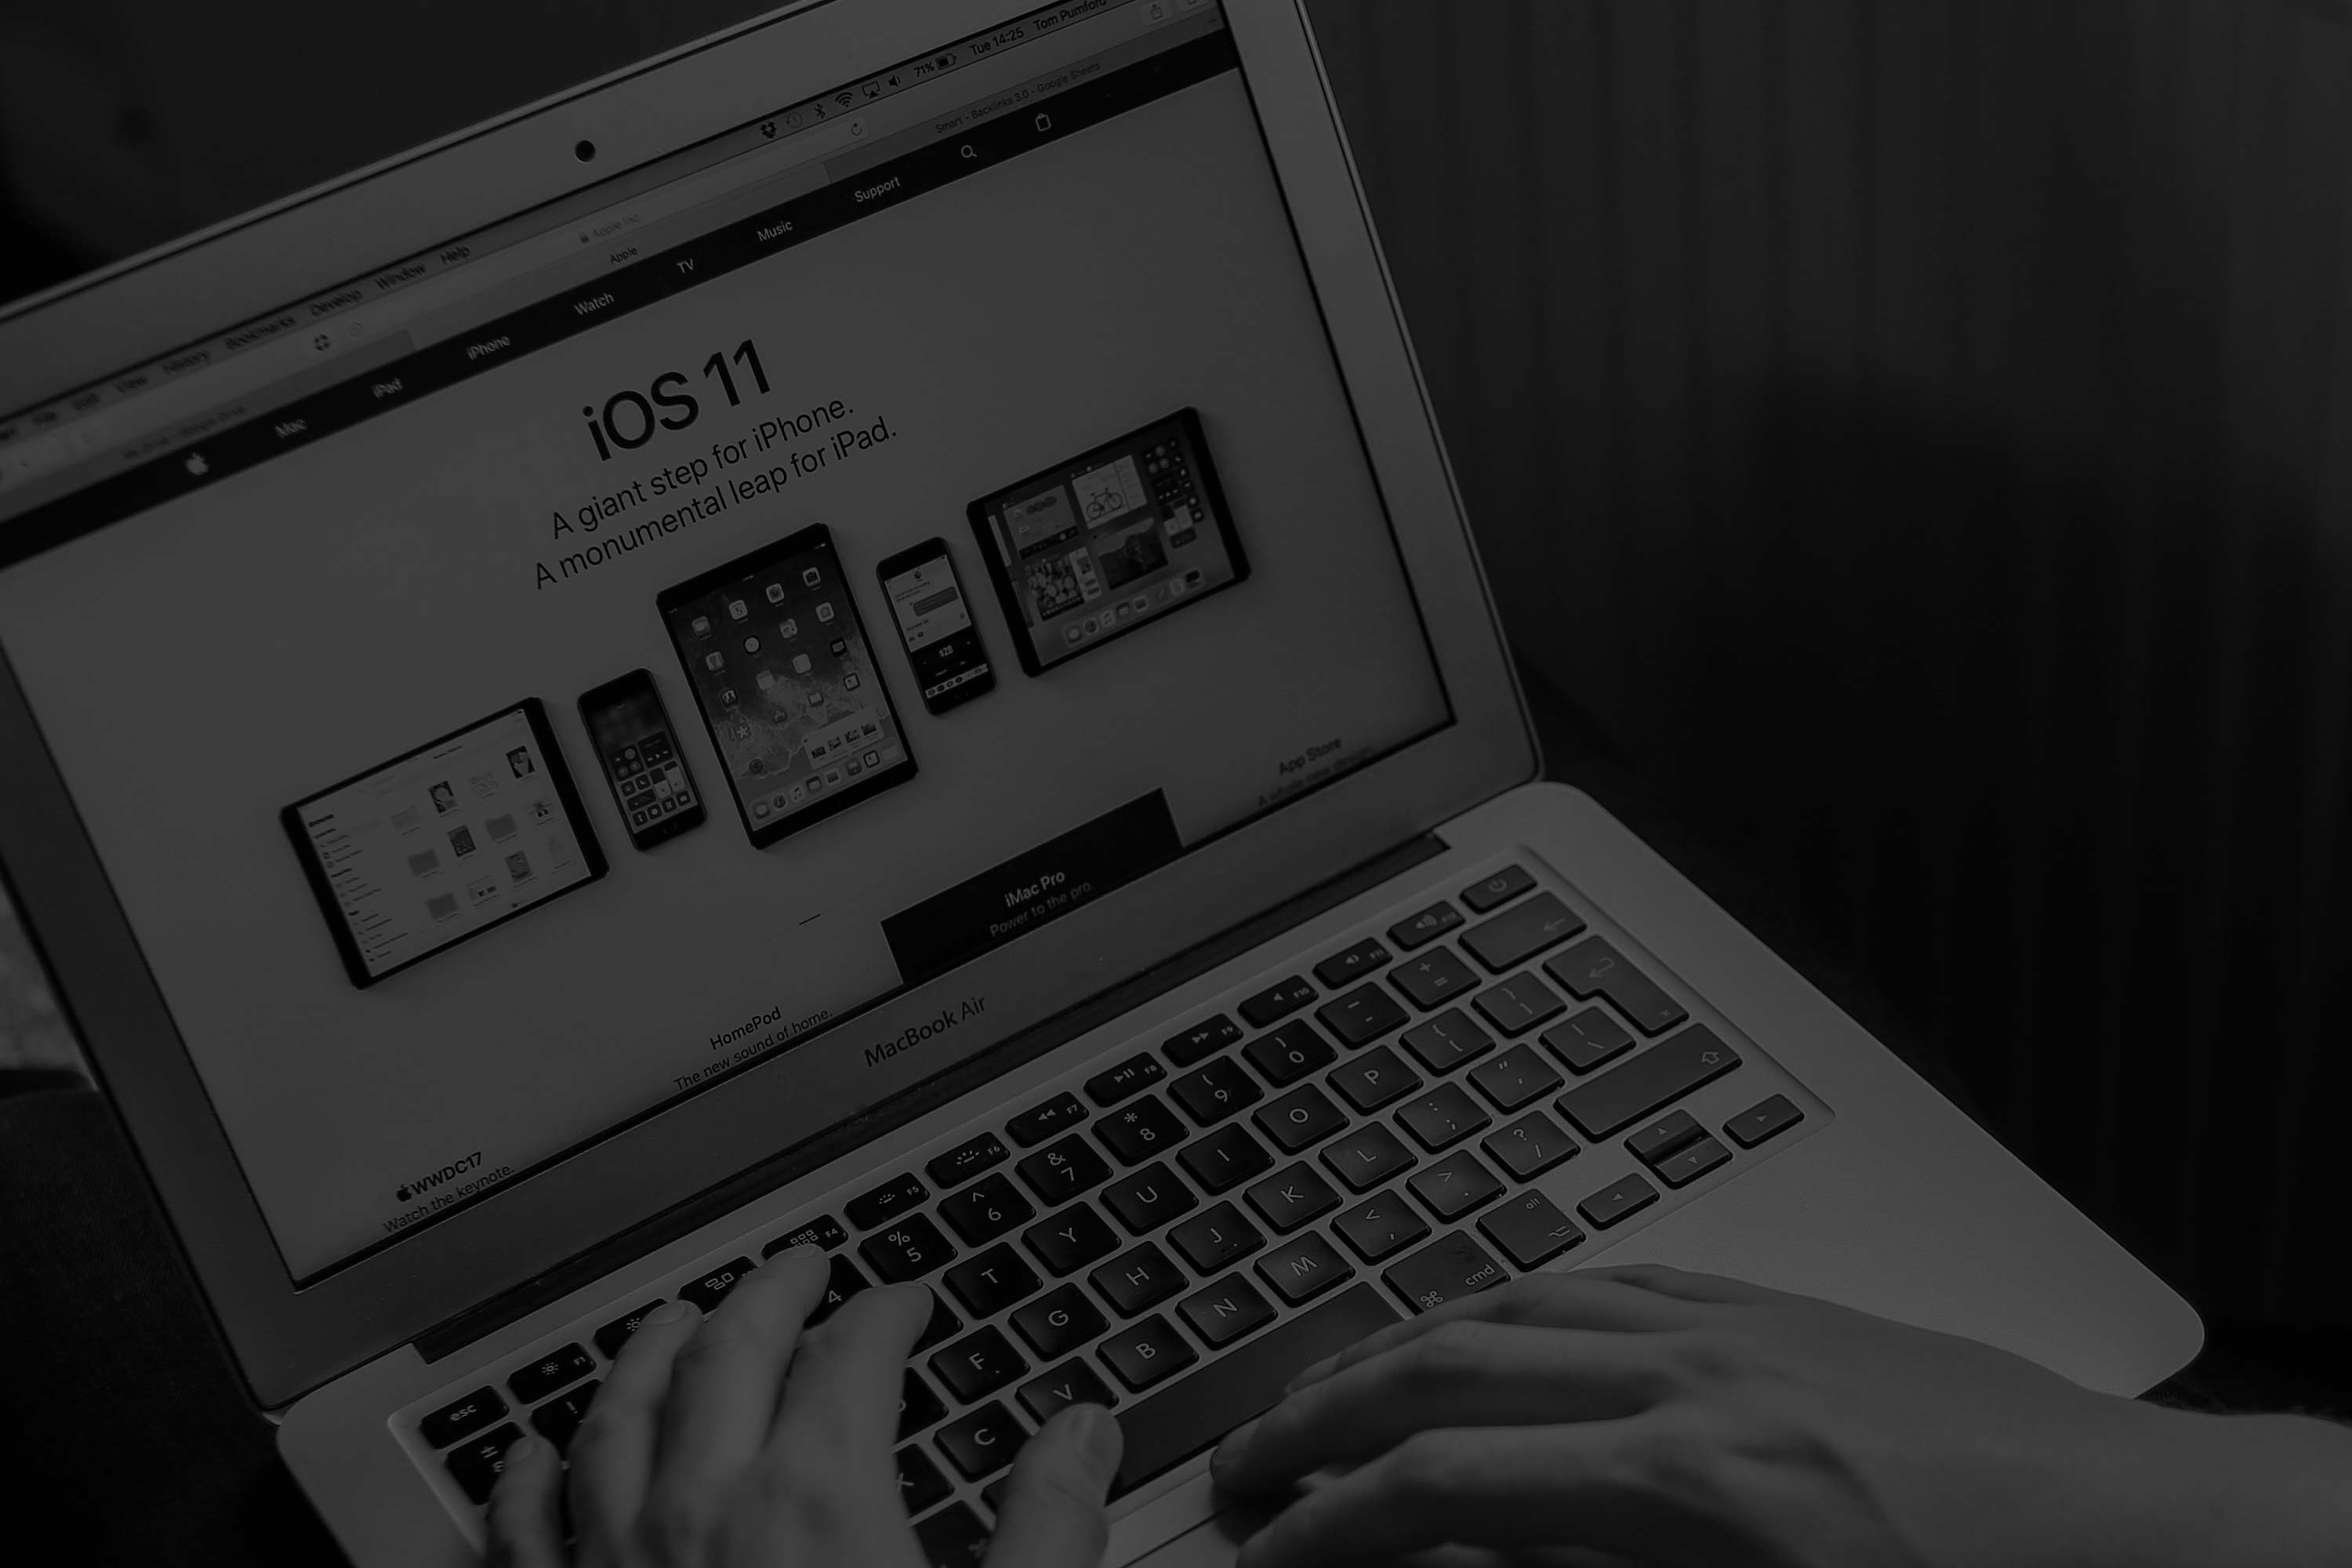 Tue 14:25 Tom Pumford
71%
View History Bookmarks Develop Window Help
Apple Inc.
Smart - Backlinks 3.0 - Google Sheets
Apple
Mac iPad iPhone Watch TV Music Support
iOS 11
A giant step for iPhone.
A monumental leap for iPad.
$20
WWDC17
Watch the keynote.
HomePod
The new sound of home.
iMac Pro
Power to the pro.
App Store
A whole new design.
MacBook Air
esc F1 F4 F5 F6 F7 F8 F9 F10 F11 F12
± ! 4 % 5 ^ 6 & 7 * 8 ( 9 ) 0 - + =
T Y U I O P { [ } ]
F G H J K L : ; " ' | \
X C V B N M < , > . ? /
cmd alt